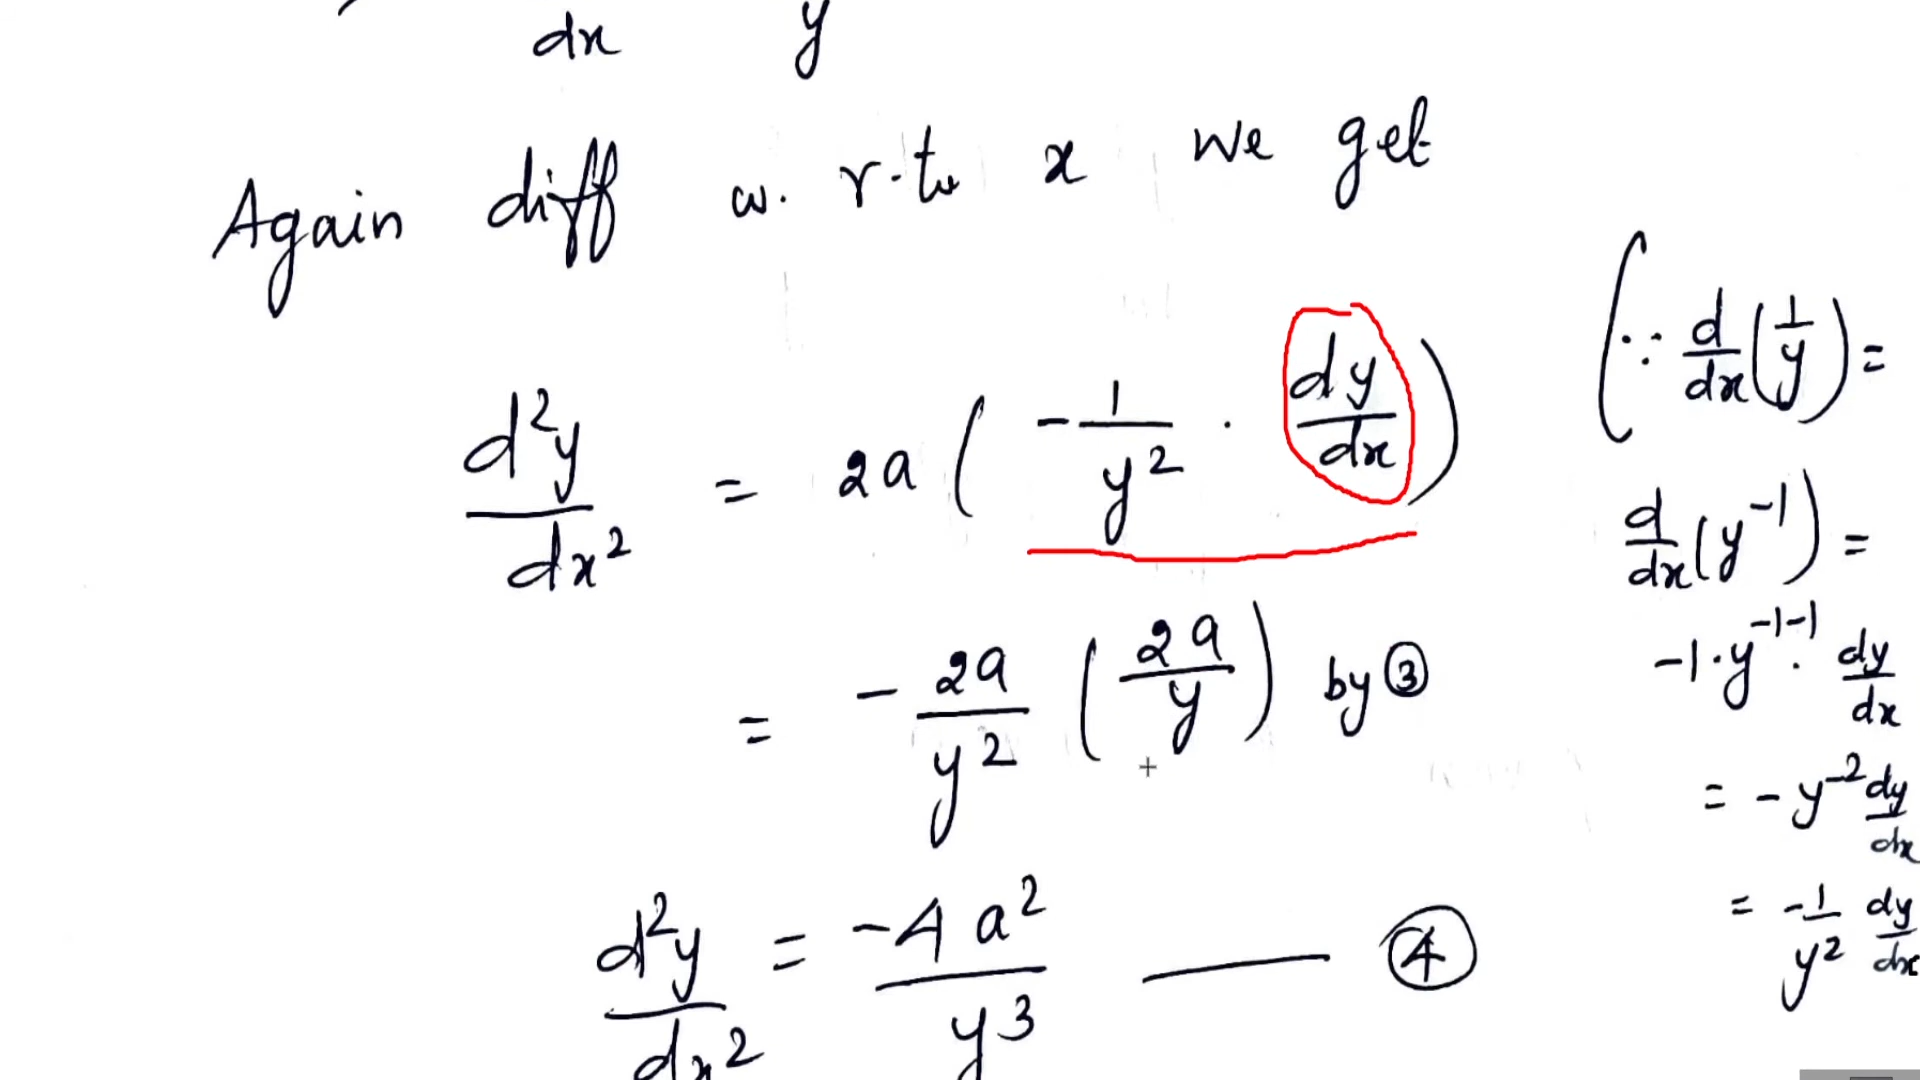 dx y
Again diff w.r.to x we get
d²y/dx² = 2a ( -1/y² · dy/dx )
= -2a/y² ( 2a/y ) by ③
d²y/dx² = -4a²/y³ —— ④
( ∵ d/dx (1/y) =
d/dx (y⁻¹) =
-1·y⁻¹⁻¹ · dy/dx
= -y⁻² dy/dx
= -1/y² dy/dx